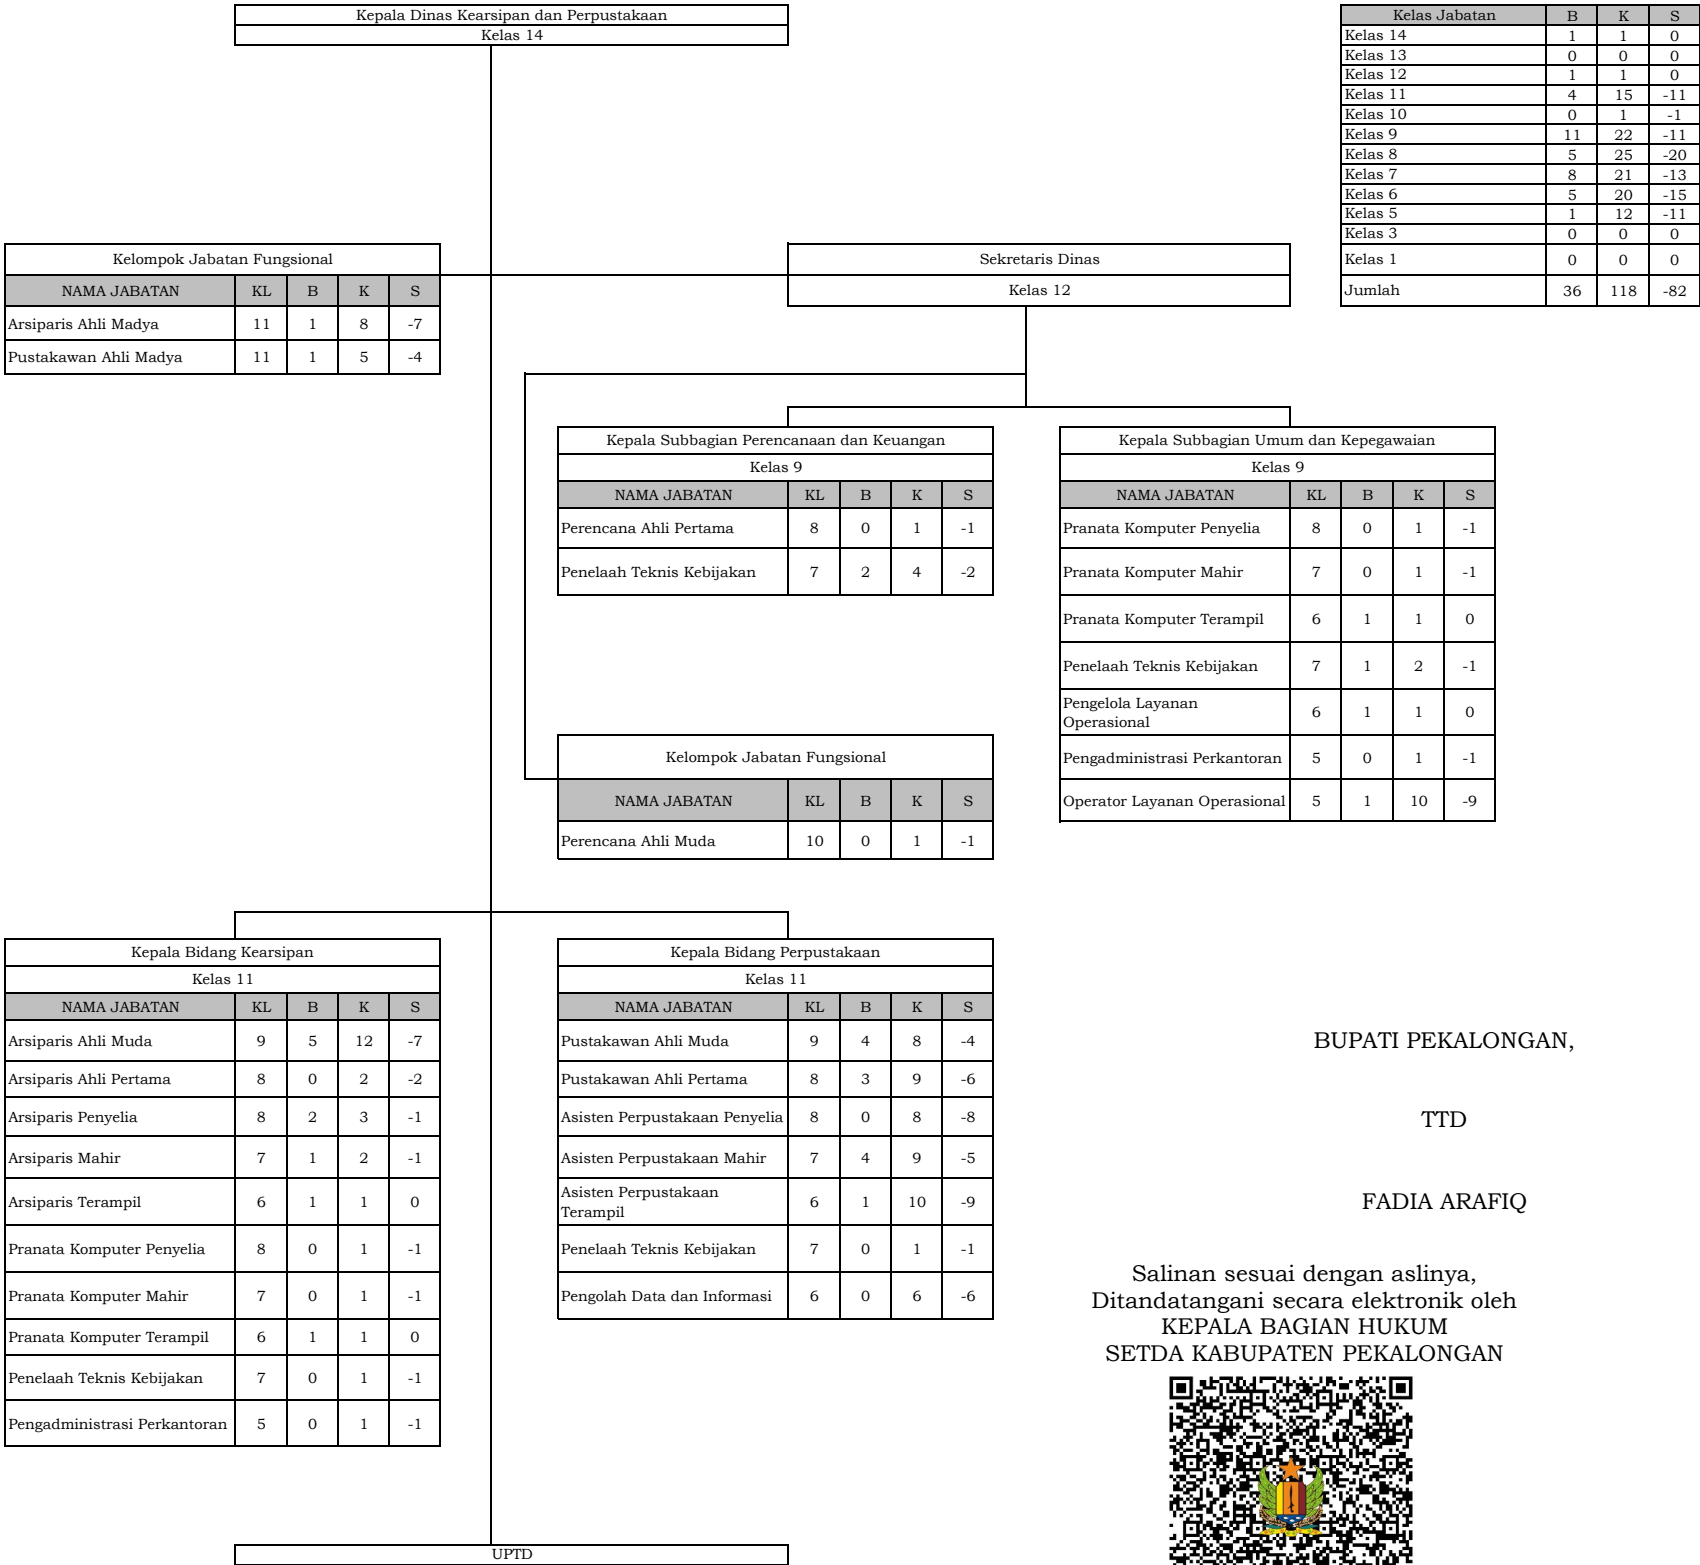 Kepala Dinas Kearsipan dan Perpustakaan
Kelas 14
Kelas Jabatan B K S
Kelas 14 1 1 0
Kelas 13 0 0 0
Kelas 12 1 1 0
Kelas 11 4 15 -11
Kelas 10 0 1 -1
Kelas 9 11 22 -11
Kelas 8 5 25 -20
Kelas 7 8 21 -13
Kelas 6 5 20 -15
Kelas 5 1 12 -11
Kelas 3 0 0 0
Kelas 1 0 0 0
Jumlah 36 118 -82
Kelompok Jabatan Fungsional
NAMA JABATAN KL B K S
Arsiparis Ahli Madya 11 1 8 -7
Pustakawan Ahli Madya 11 1 5 -4
Sekretaris Dinas
Kelas 12
Kepala Subbagian Perencanaan dan Keuangan
Kelas 9
NAMA JABATAN KL B K S
Perencana Ahli Pertama 8 0 1 -1
Penelaah Teknis Kebijakan 7 2 4 -2
Kepala Subbagian Umum dan Kepegawaian
Kelas 9
NAMA JABATAN KL B K S
Pranata Komputer Penyelia 8 0 1 -1
Pranata Komputer Mahir 7 0 1 -1
Pranata Komputer Terampil 6 1 1 0
Penelaah Teknis Kebijakan 7 1 2 -1
Pengelola Layanan
Operasional 6 1 1 0
Pengadministrasi Perkantoran 5 0 1 -1
Operator Layanan Operasional 5 1 10 -9
Kelompok Jabatan Fungsional
NAMA JABATAN KL B K S
Perencana Ahli Muda 10 0 1 -1
Kepala Bidang Kearsipan
Kelas 11
NAMA JABATAN KL B K S
Arsiparis Ahli Muda 9 5 12 -7
Arsiparis Ahli Pertama 8 0 2 -2
Arsiparis Penyelia 8 2 3 -1
Arsiparis Mahir 7 1 2 -1
Arsiparis Terampil 6 1 1 0
Pranata Komputer Penyelia 8 0 1 -1
Pranata Komputer Mahir 7 0 1 -1
Pranata Komputer Terampil 6 1 1 0
Penelaah Teknis Kebijakan 7 0 1 -1
Pengadministrasi Perkantoran 5 0 1 -1
Kepala Bidang Perpustakaan
Kelas 11
NAMA JABATAN KL B K S
Pustakawan Ahli Muda 9 4 8 -4
Pustakawan Ahli Pertama 8 3 9 -6
Asisten Perpustakaan Penyelia 8 0 8 -8
Asisten Perpustakaan Mahir 7 4 9 -5
Asisten Perpustakaan
Terampil 6 1 10 -9
Penelaah Teknis Kebijakan 7 0 1 -1
Pengolah Data dan Informasi 6 0 6 -6
BUPATI PEKALONGAN,
TTD
FADIA ARAFIQ
Salinan sesuai dengan aslinya,
Ditandatangani secara elektronik oleh
KEPALA BAGIAN HUKUM
SETDA KABUPATEN PEKALONGAN
UPTD